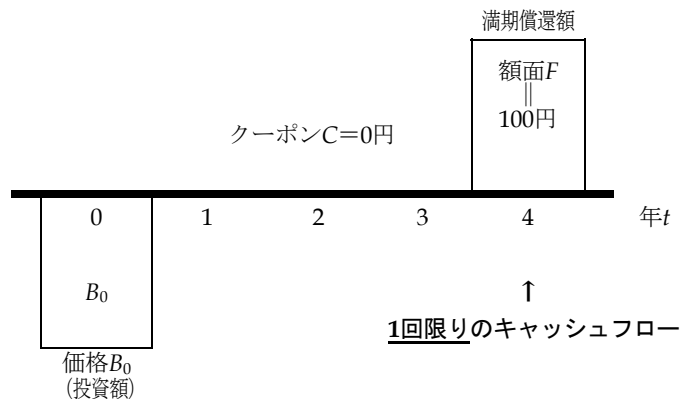 満期償還額
額面F
||
100円
クーポンC＝0円
0 1 2 3 4 年t
B₀
↑
1回限りのキャッシュフロー
価格B₀
(投資額)